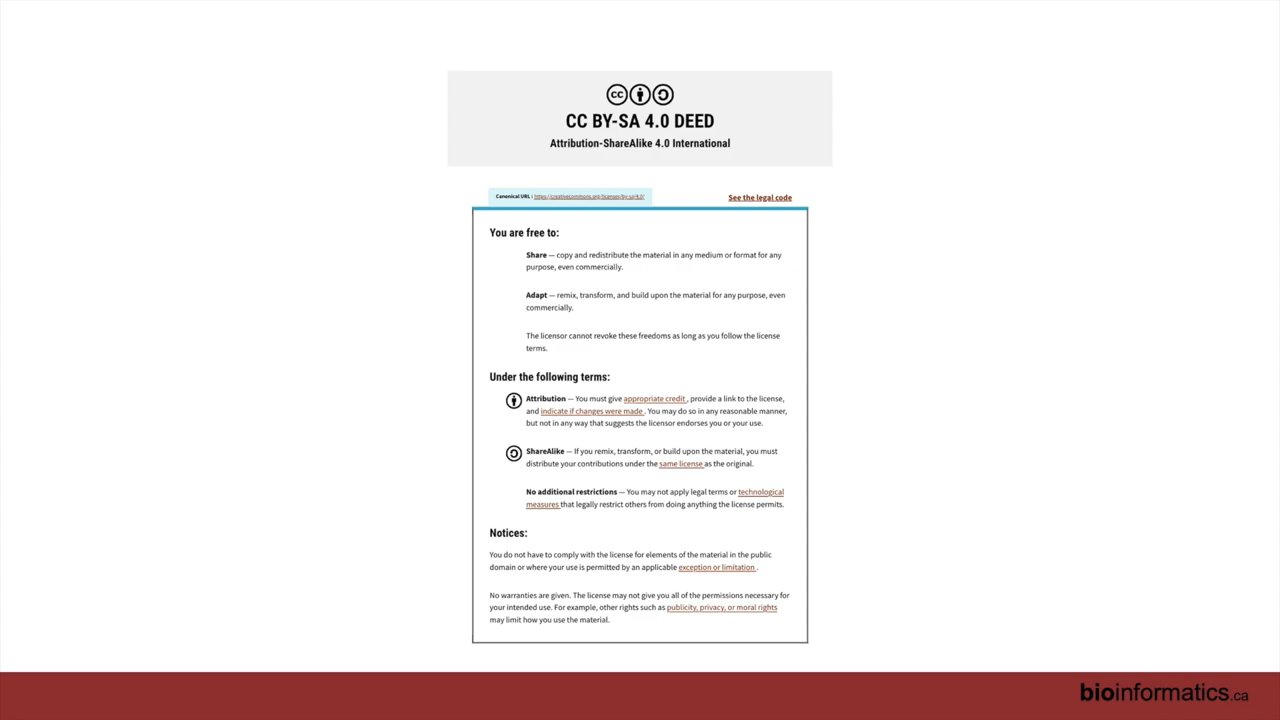 CC BY-SA 4.0 DEED
Attribution-ShareAlike 4.0 International
Canonical URL : https://creativecommons.org/licenses/by-sa/4.0/
See the legal code
You are free to:
Share — copy and redistribute the material in any medium or format for any
purpose, even commercially.
Adapt — remix, transform, and build upon the material for any purpose, even
commercially.
The licensor cannot revoke these freedoms as long as you follow the license
terms.
Under the following terms:
Attribution — You must give appropriate credit , provide a link to the license,
and indicate if changes were made . You may do so in any reasonable manner,
but not in any way that suggests the licensor endorses you or your use.
ShareAlike — If you remix, transform, or build upon the material, you must
distribute your contributions under the same license as the original.
No additional restrictions — You may not apply legal terms or technological
measures that legally restrict others from doing anything the license permits.
Notices:
You do not have to comply with the license for elements of the material in the public
domain or where your use is permitted by an applicable exception or limitation .
No warranties are given. The license may not give you all of the permissions necessary for
your intended use. For example, other rights such as publicity, privacy, or moral rights
may limit how you use the material.
bioinformatics.ca